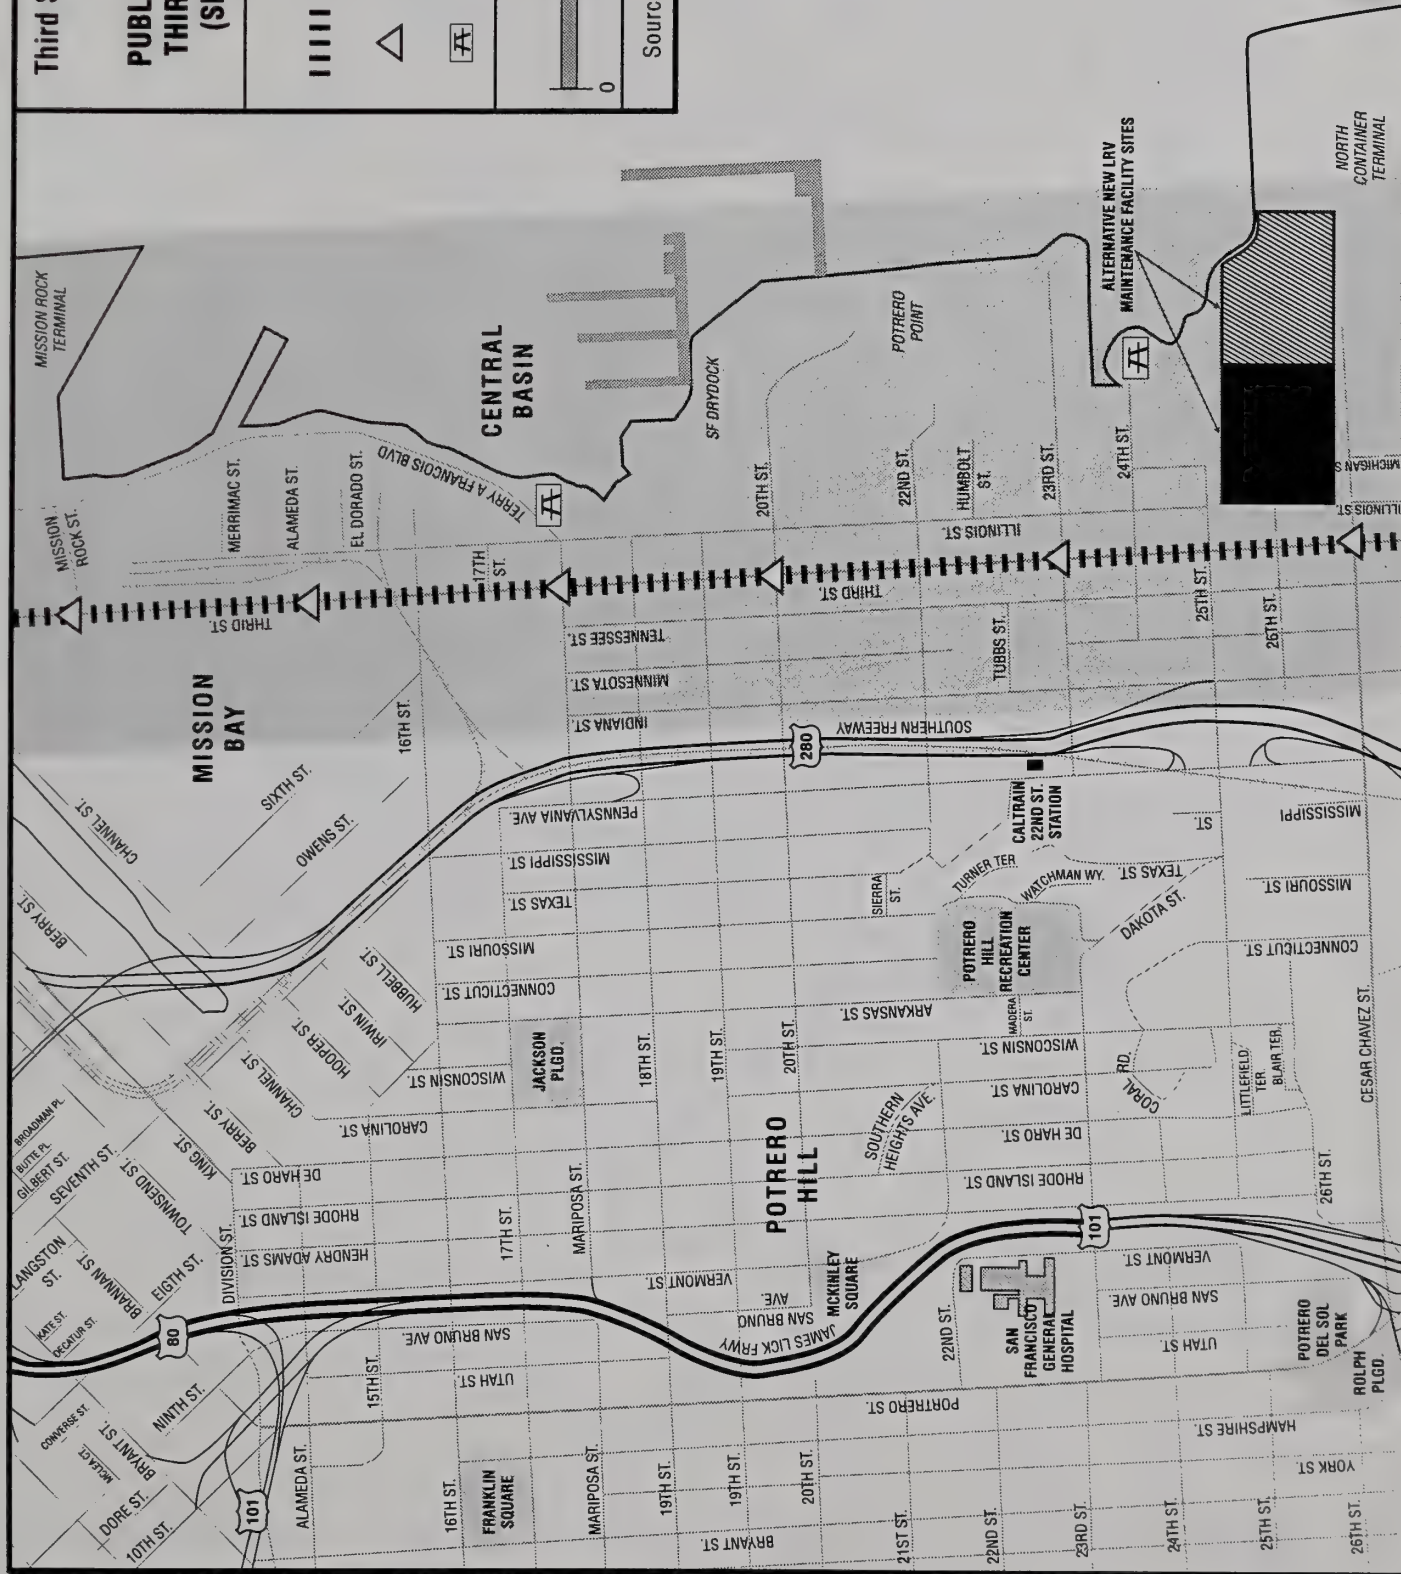 Third S
PUBL
THIR
(SE
0
Sourc
MISSION ROCK
TERMINAL
MISSION
ROCK ST.
MERRIMAC ST.
ALAMEDA ST.
EL DORADO ST.
TERRY A FRANCOIS BLVD
17TH
ST.
THRID ST.
CENTRAL
BASIN
SF DRYDOCK
20TH ST.
POTRERO
POINT
22ND ST.
HUMBOLT
ST.
23RD ST.
24TH ST.
ILLINOIS ST.
THIRD ST.
ALTERNATIVE NEW LRV
MAINTENANCE FACILITY SITES
NORTH
CONTAINER
TERMINAL
MICHIGAN S
ILLINOIS ST.
25TH ST.
26TH ST.
TENNESSEE ST.
MINNESOTA ST.
INDIANA ST.
TUBBS ST.
SOUTHERN FREEWAY
280
MISSION
BAY
16TH ST.
SIXTH ST.
OWENS ST.
CHANNEL ST.
BERRY ST.
PENNSYLVANIA AVE.
MISSISSIPPI ST.
TEXAS ST.
MISSOURI ST.
CONNECTICUT ST.
HUBBELL ST.
IRWIN ST.
HOOPER ST.
CHANNEL ST.
BERRY ST.
KING ST.
WISCONSIN ST.
CAROLINA ST.
JACKSON
PLGD.
18TH ST.
19TH ST.
20TH ST.
SIERRA
ST.
TURNER TER
WATCHMAN WY.
CALTRAIN
22ND ST.
STATION
TEXAS ST.
ST.
MISSISSIPPI
MISSOURI ST.
DAKOTA ST.
CONNECTICUT ST.
POTRERO
HILL
RECREATION
CENTER
ARKANSAS ST.
MADERA
ST.
WISCONSIN ST.
CAROLINA ST.
CORAL RD.
LITTLEFIELD
TER.
BLAIR TER.
CESAR CHAVEZ ST.
SOUTHERN
HEIGHTS AVE.
DE HARO ST.
RHODE ISLAND ST.
26TH ST.
POTRERO
HILL
BROADMAN PL.
BUTTE PL.
GILBERT ST.
SEVENTH ST.
TOWNSEND ST.
LANGSTON
ST.
BRANNAN ST.
KATE ST.
DECATUR ST.
EIGTH ST.
DIVISION ST.
DE HARO ST.
RHODE ISLAND ST.
HENDRY ADAMS ST.
17TH ST.
MARIPOSA ST.
VERMONT ST.
SAN BRUNO
AVE.
MCKINLEY
SQUARE
JAMES LICK FRWY
80
SAN BRUNO AVE.
UTAH ST.
15TH ST.
101
VERMONT ST.
SAN BRUNO AVE.
UTAH ST.
22ND ST.
SAN
FRANCISCO
GENERAL
HOSPITAL
POTRERO
DEL SOL
PARK
ROLPH
PLGD.
PORTRERO ST.
HAMPSHIRE ST.
YORK ST.
CONVERSE ST.
NINTH ST.
MCLEA CT.
BRYANT ST.
DORE ST.
10TH ST.
101
ALAMEDA ST.
16TH ST.
FRANKLIN
SQUARE
MARIPOSA ST.
19TH ST.
19TH ST.
20TH ST.
BRYANT ST.
21ST ST.
22ND ST.
23RD ST.
24TH ST.
25TH ST.
26TH ST.